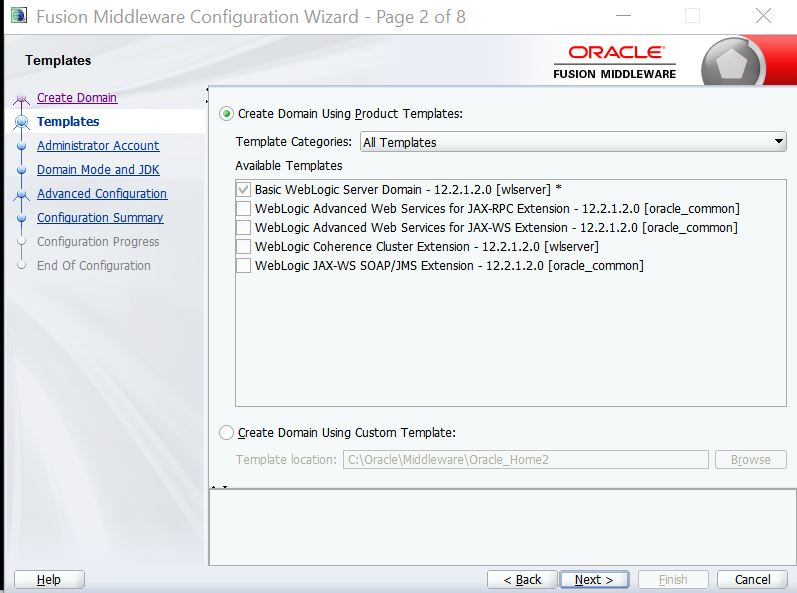 Fusion Middleware Configuration Wizard - Page 2 of 8
Templates
ORACLE
FUSION MIDDLEWARE
Create Domain
Templates
Administrator Account
Domain Mode and JDK
Advanced Configuration
Configuration Summary
Configuration Progress
End Of Configuration
Create Domain Using Product Templates:
Template Categories: All Templates
Available Templates
Basic WebLogic Server Domain - 12.2.1.2.0 [wlserver] *
WebLogic Advanced Web Services for JAX-RPC Extension - 12.2.1.2.0 [oracle_common]
WebLogic Advanced Web Services for JAX-WS Extension - 12.2.1.2.0 [oracle_common]
WebLogic Coherence Cluster Extension - 12.2.1.2.0 [wlserver]
WebLogic JAX-WS SOAP/JMS Extension - 12.2.1.2.0 [oracle_common]
Create Domain Using Custom Template:
Template location: C:\Oracle\Middleware\Oracle_Home2 Browse
Help < Back Next > Finish Cancel